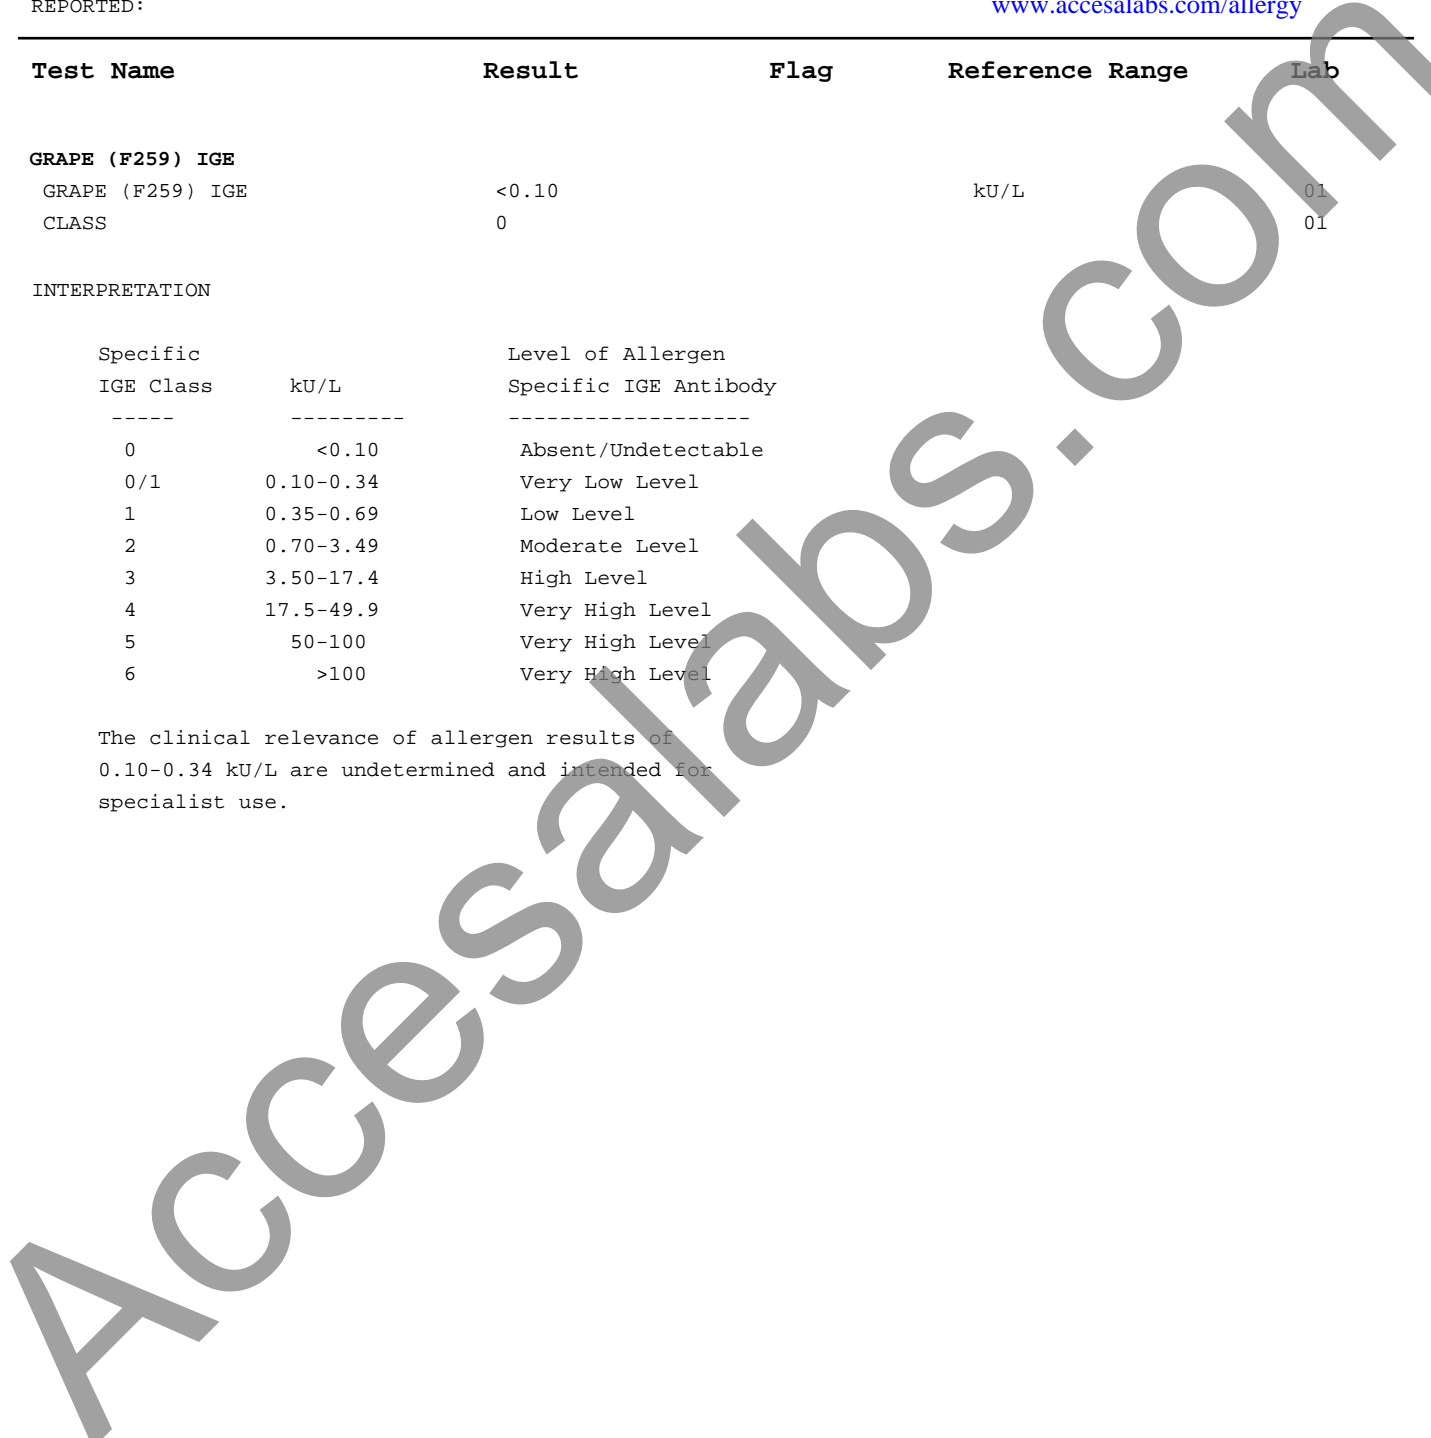 REPORTED: www.accesalabs.com/allergy
Test Name Result Flag Reference Range Lab
GRAPE (F259) IGE
GRAPE (F259) IGE <0.10 kU/L 01
CLASS 0 01
INTERPRETATION
Specific Level of Allergen
IGE Class kU/L Specific IGE Antibody
----- --------- -------------------
0 <0.10 Absent/Undetectable
0/1 0.10-0.34 Very Low Level
1 0.35-0.69 Low Level
2 0.70-3.49 Moderate Level
3 3.50-17.4 High Level
4 17.5-49.9 Very High Level
5 50-100 Very High Level
6 >100 Very High Level
The clinical relevance of allergen results of
0.10-0.34 kU/L are undetermined and intended for
specialist use.
Accesalabs.com